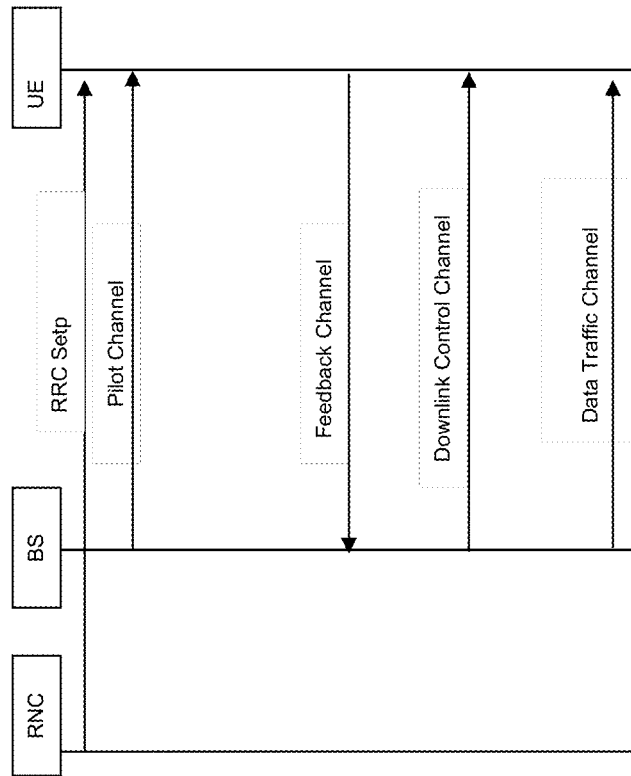 RNC
BS
UE
RRC Setp
Pilot Channel
Feedback Channel
Downlink Control Channel
Data Traffic Channel